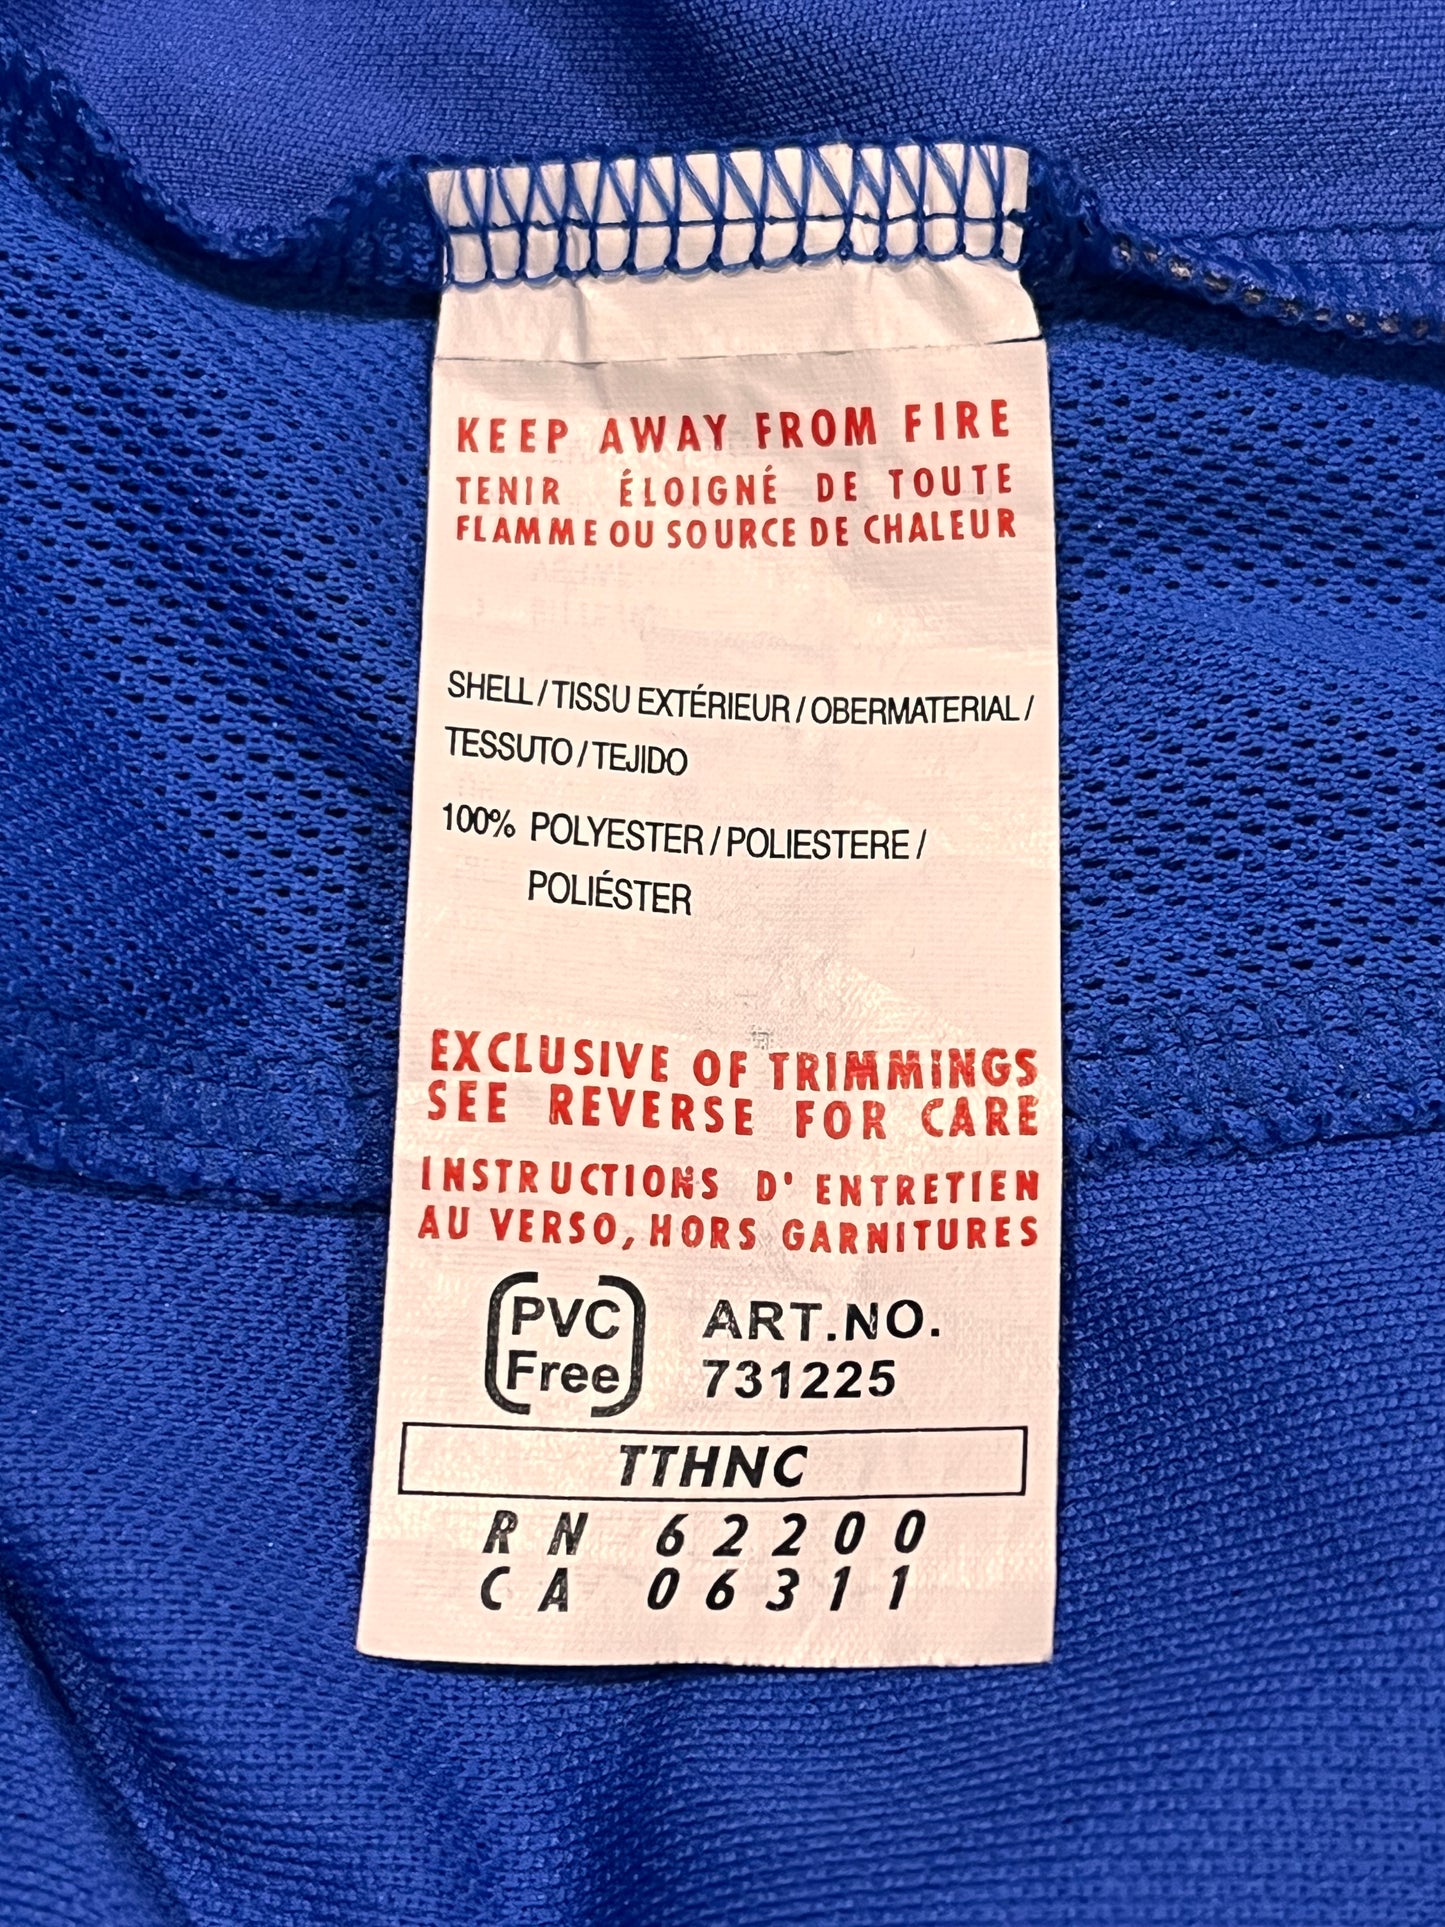 KEEP AWAY FROM FIRE
TENIR ÉLOIGNÉ DE TOUTE
FLAMME OU SOURCE DE CHALEUR
SHELL / TISSU EXTÉRIEUR / OBERMATERIAL /
TESSUTO / TEJIDO
100% POLYESTER / POLIESTERE /
POLIÉSTER
EXCLUSIVE OF TRIMMINGS
SEE REVERSE FOR CARE
INSTRUCTIONS D'ENTRETIEN
AU VERSO, HORS GARNITURES
PVC
Free
ART.NO.
731225
TTHNC
RN 62200
CA 06311